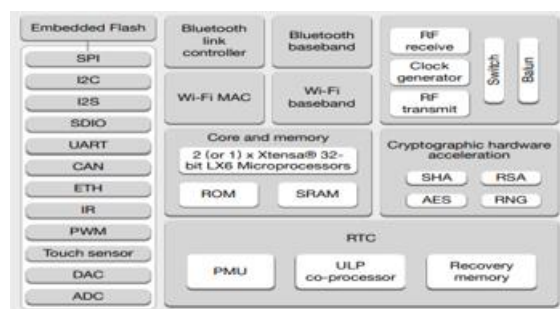 Embedded Flash
SPI
I2C
I2S
SDIO
UART
CAN
ETH
IR
PWM
Touch sensor
DAC
ADC
Bluetooth
link
controller
Bluetooth
baseband
Wi-Fi MAC
Wi-Fi
baseband
RF
receive
Clock
generator
RF
transmit
Switch
Balun
Core and memory
2 (or 1) x Xtensa® 32-
bit LX6 Microprocessors
ROM
SRAM
Cryptographic hardware
acceleration
SHA
RSA
AES
RNG
RTC
PMU
ULP
co-processor
Recovery
memory